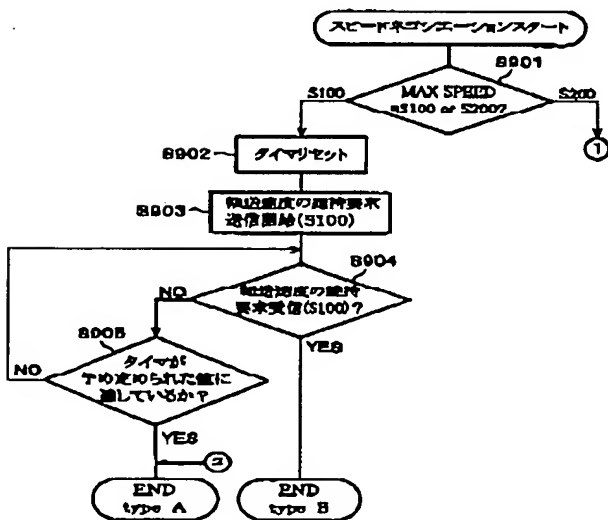 スピードネゴシエーションスタート
S901
MAX SPEED
=S100 or S200?
S100
S200
1
S902
タイマリセット
S903
転送速度の維持要求
送信開始(S100)
S904
転送速度の維持
要求受信(S100)?
NO
YES
S905
タイマが
予め定められた値に
達しているか?
NO
YES
2
END
type A
END
type B